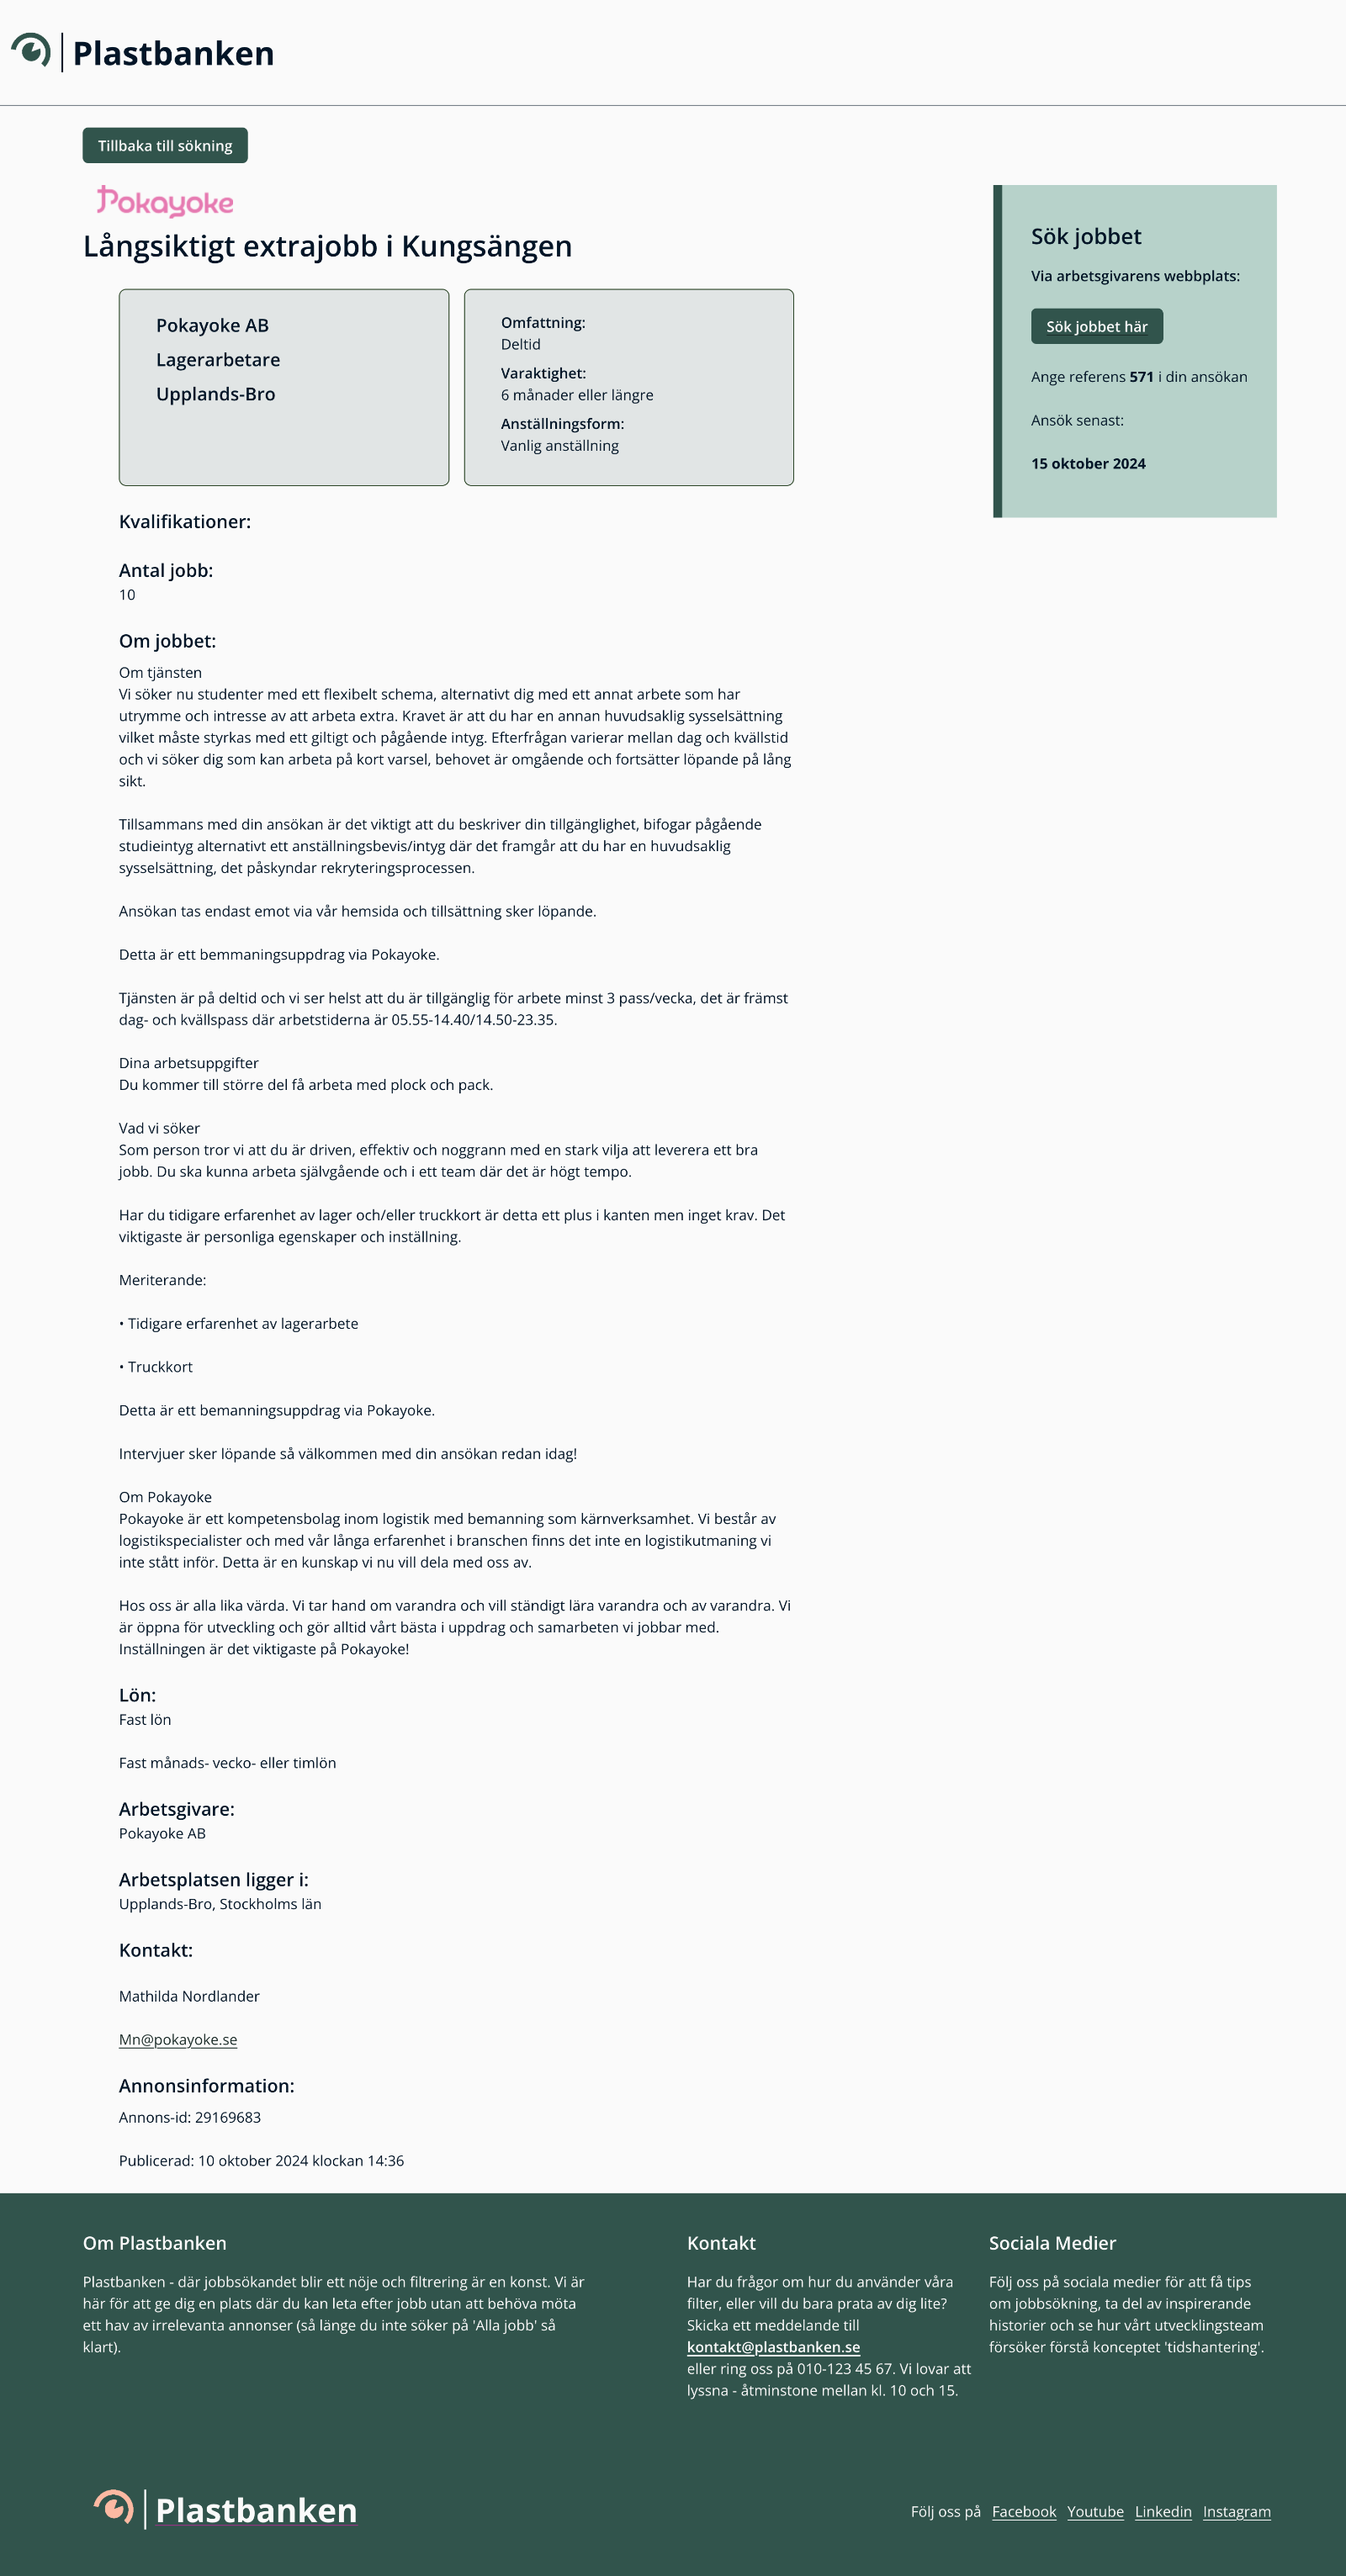 Plastbanken
Tillbaka till sökning
Pokayoke
Långsiktigt extrajobb i Kungsängen
Pokayoke AB
Lagerarbetare
Upplands-Bro
Omfattning:
Deltid
Varaktighet:
6 månader eller längre
Anställningsform:
Vanlig anställning
Sök jobbet
Via arbetsgivarens webbplats:
Sök jobbet här
Ange referens 571 i din ansökan
Ansök senast:
15 oktober 2024
Kvalifikationer:
Antal jobb:
10
Om jobbet:
Om tjänsten
Vi söker nu studenter med ett flexibelt schema, alternativt dig med ett annat arbete som har
utrymme och intresse av att arbeta extra. Kravet är att du har en annan huvudsaklig sysselsättning
vilket måste styrkas med ett giltigt och pågående intyg. Efterfrågan varierar mellan dag och kvällstid
och vi söker dig som kan arbeta på kort varsel, behovet är omgående och fortsätter löpande på lång
sikt.
Tillsammans med din ansökan är det viktigt att du beskriver din tillgänglighet, bifogar pågående
studieintyg alternativt ett anställningsbevis/intyg där det framgår att du har en huvudsaklig
sysselsättning, det påskyndar rekryteringsprocessen.
Ansökan tas endast emot via vår hemsida och tillsättning sker löpande.
Detta är ett bemmaningsuppdrag via Pokayoke.
Tjänsten är på deltid och vi ser helst att du är tillgänglig för arbete minst 3 pass/vecka, det är främst
dag- och kvällspass där arbetstiderna är 05.55-14.40/14.50-23.35.
Dina arbetsuppgifter
Du kommer till större del få arbeta med plock och pack.
Vad vi söker
Som person tror vi att du är driven, effektiv och noggrann med en stark vilja att leverera ett bra
jobb. Du ska kunna arbeta självgående och i ett team där det är högt tempo.
Har du tidigare erfarenhet av lager och/eller truckkort är detta ett plus i kanten men inget krav. Det
viktigaste är personliga egenskaper och inställning.
Meriterande:
• Tidigare erfarenhet av lagerarbete
• Truckkort
Detta är ett bemanningsuppdrag via Pokayoke.
Intervjuer sker löpande så välkommen med din ansökan redan idag!
Om Pokayoke
Pokayoke är ett kompetensbolag inom logistik med bemanning som kärnverksamhet. Vi består av
logistikspecialister och med vår långa erfarenhet i branschen finns det inte en logistikutmaning vi
inte stått inför. Detta är en kunskap vi nu vill dela med oss av.
Hos oss är alla lika värda. Vi tar hand om varandra och vill ständigt lära varandra och av varandra. Vi
är öppna för utveckling och gör alltid vårt bästa i uppdrag och samarbeten vi jobbar med.
Inställningen är det viktigaste på Pokayoke!
Lön:
Fast lön
Fast månads- vecko- eller timlön
Arbetsgivare:
Pokayoke AB
Arbetsplatsen ligger i:
Upplands-Bro, Stockholms län
Kontakt:
Mathilda Nordlander
Mn@pokayoke.se
Annonsinformation:
Annons-id: 29169683
Publicerad: 10 oktober 2024 klockan 14:36
Om Plastbanken
Plastbanken - där jobbsökandet blir ett nöje och filtrering är en konst. Vi är
här för att ge dig en plats där du kan leta efter jobb utan att behöva möta
ett hav av irrelevanta annonser (så länge du inte söker på 'Alla jobb' så
klart).
Kontakt
Har du frågor om hur du använder våra
filter, eller vill du bara prata av dig lite?
Skicka ett meddelande till
kontakt@plastbanken.se
eller ring oss på 010-123 45 67. Vi lovar att
lyssna - åtminstone mellan kl. 10 och 15.
Sociala Medier
Följ oss på sociala medier för att få tips
om jobbsökning, ta del av inspirerande
historier och se hur vårt utvecklingsteam
försöker förstå konceptet 'tidshantering'.
Plastbanken
Följ oss på Facebook Youtube Linkedin Instagram